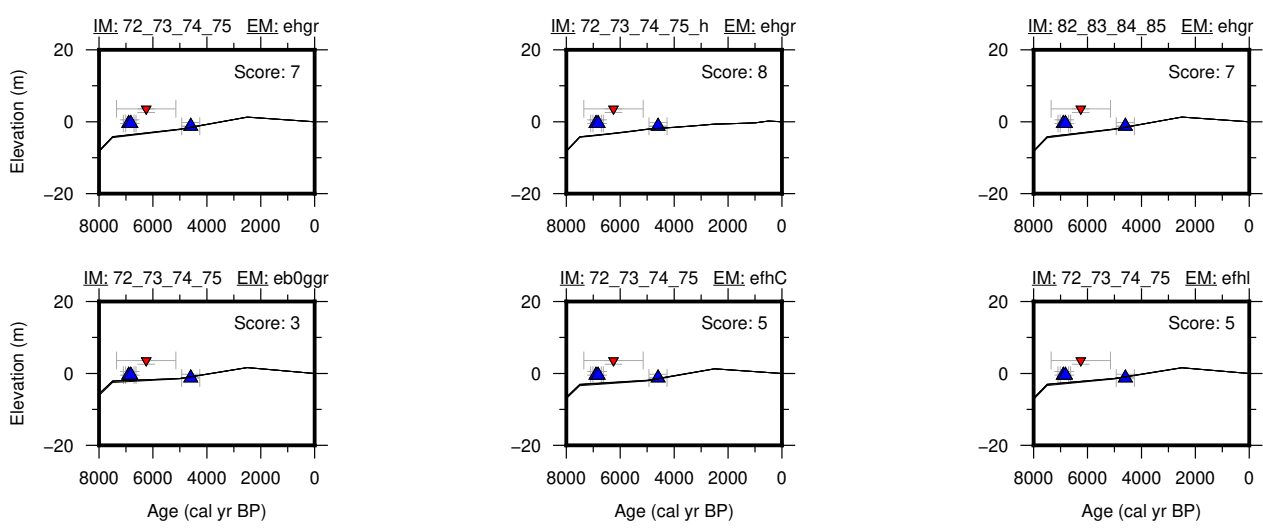 IM: 72_73_74_75 EM: ehgr
IM: 72_73_74_75_h EM: ehgr
IM: 82_83_84_85 EM: ehgr
20
Score: 7
20
Score: 8
20
Score: 7
Elevation (m)
0
0
0
−20
−20
−20
8000 6000 4000 2000 0
8000 6000 4000 2000 0
8000 6000 4000 2000 0
IM: 72_73_74_75 EM: eb0ggr
IM: 72_73_74_75 EM: efhC
IM: 72_73_74_75 EM: efhl
20
Score: 3
20
Score: 5
20
Score: 5
Elevation (m)
0
0
0
−20
−20
−20
8000 6000 4000 2000 0
8000 6000 4000 2000 0
8000 6000 4000 2000 0
Age (cal yr BP)
Age (cal yr BP)
Age (cal yr BP)